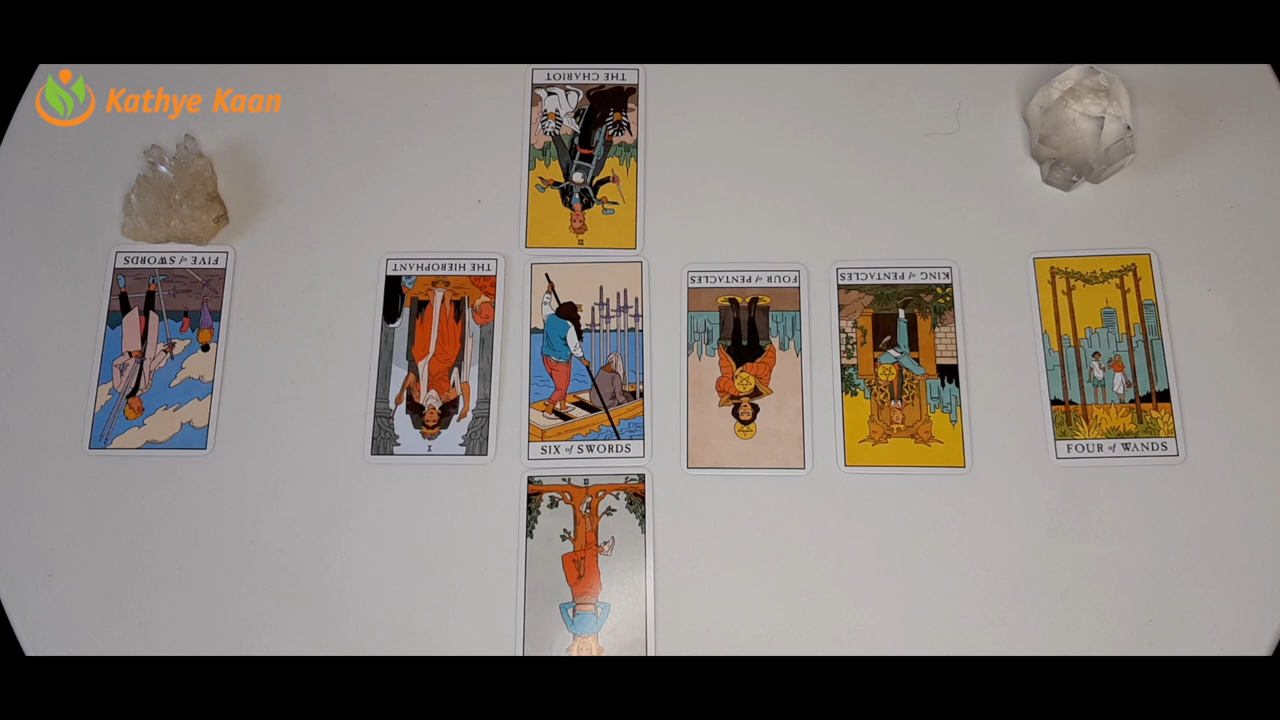 Kathye Kaan
THE CHARIOT
FIVE of SWORDS
THE HIEROPHANT
SIX of SWORDS
FOUR of PENTACLES
KING of PENTACLES
FOUR of WANDS